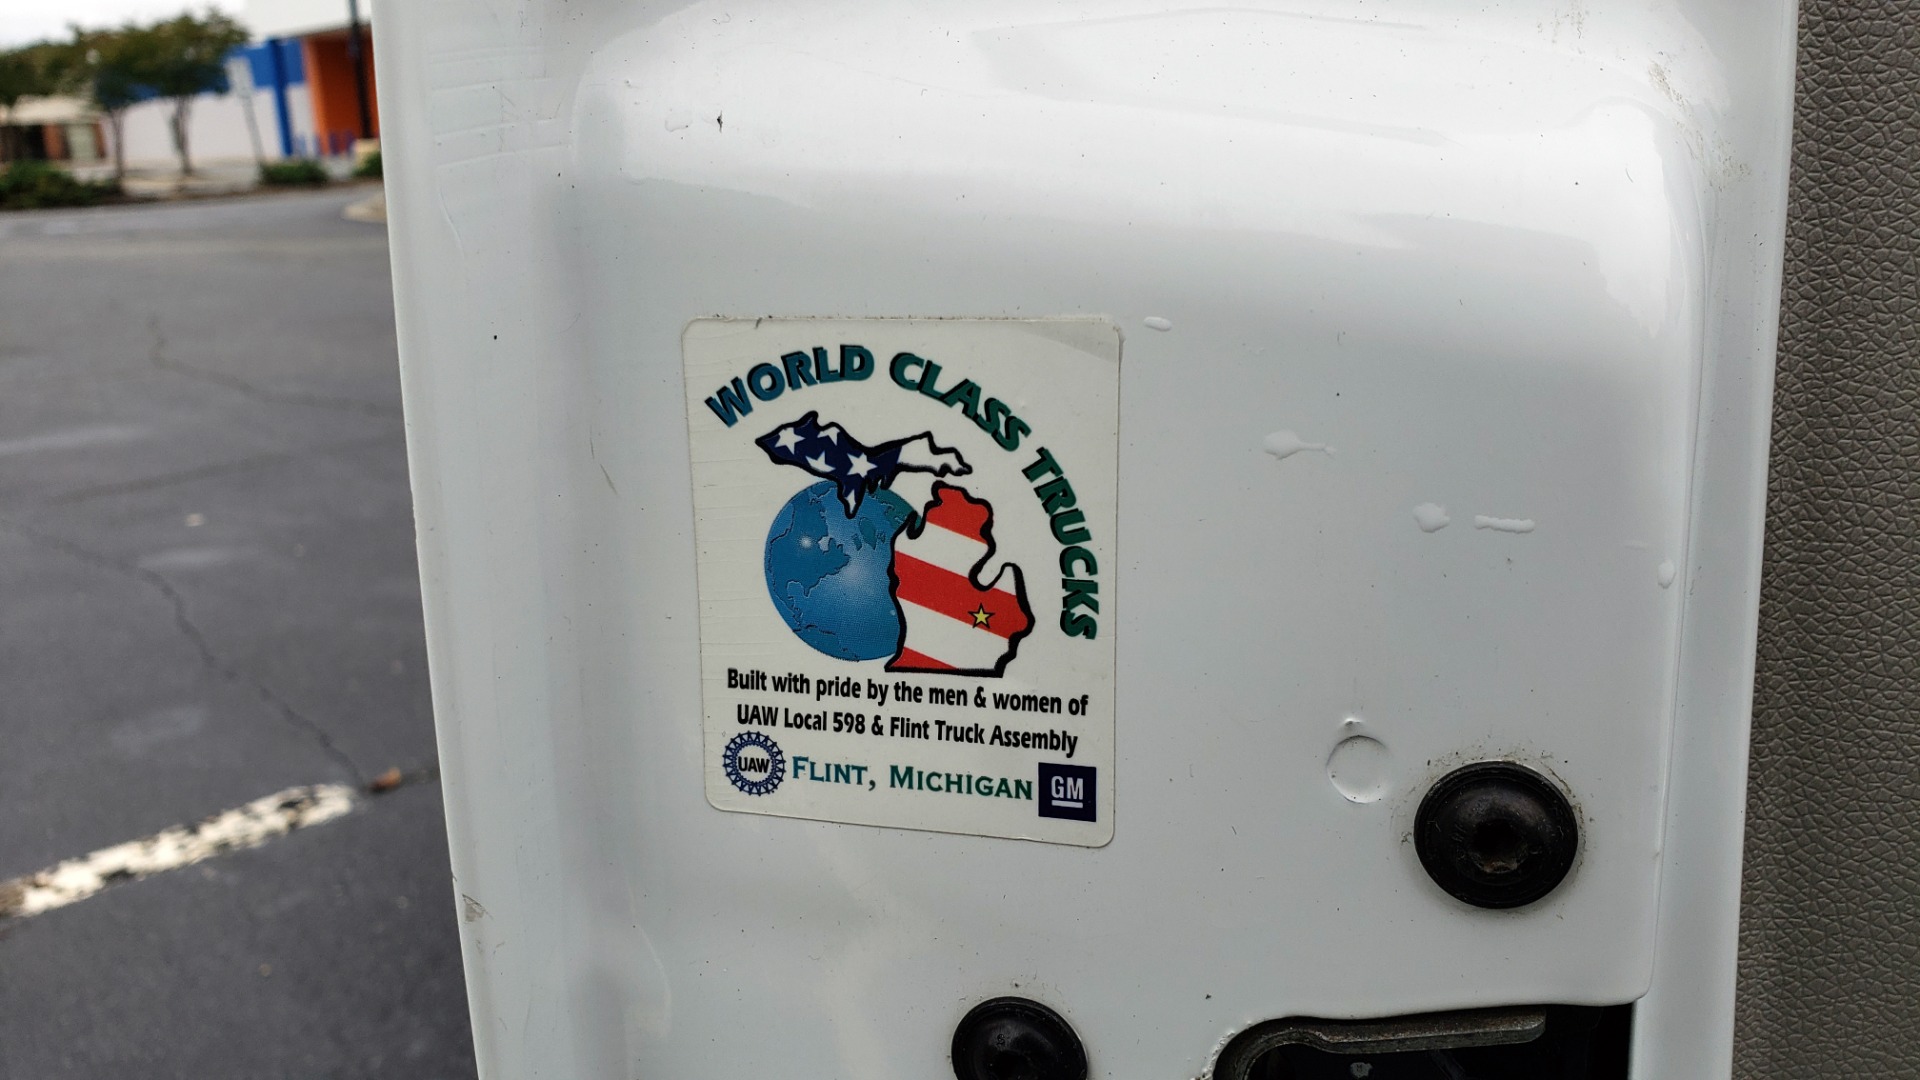 WORLD CLASS TRUCKS
Built with pride by the men & women of
UAW Local 598 & Flint Truck Assembly
UAW FLINT, MICHIGAN GM